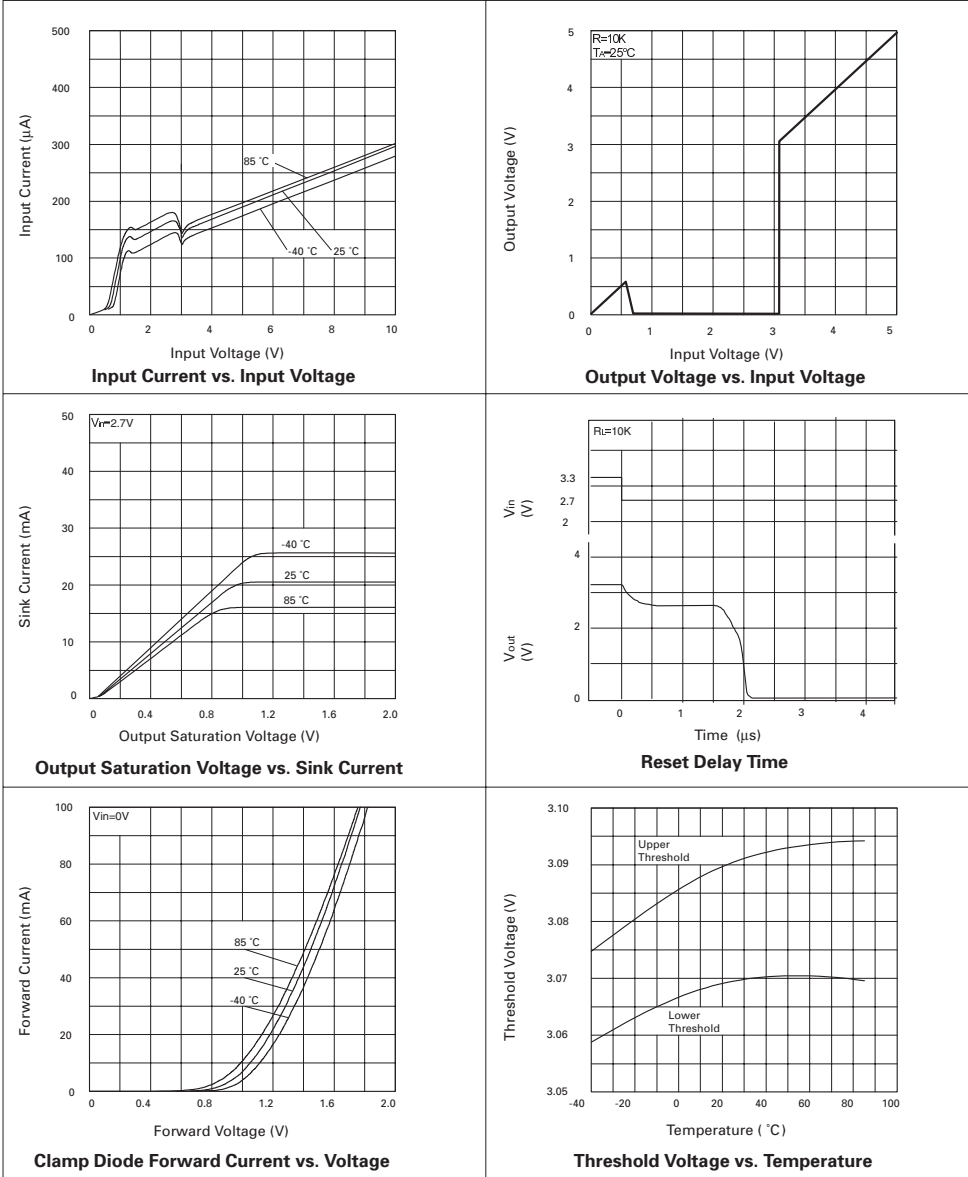 500
400
300
200
100
0
Input Current (μA)
85 ˚C
-40 ˚C
25 ˚C
0 2 4 6 8 10
Input Voltage (V)
Input Current vs. Input Voltage
R=10K
TA=25ºC
5
4
3
2
1
0
Output Voltage (V)
0 1 2 3 4 5
Input Voltage (V)
Output Voltage vs. Input Voltage
Vin=2.7V
50
40
30
20
10
0
Sink Current (mA)
-40 ˚C
25 ˚C
85 ˚C
0 0.4 0.8 1.2 1.6 2.0
Output Saturation Voltage (V)
Output Saturation Voltage vs. Sink Current
RL=10K
3.3
2.7
2
Vin
(V)
4
2
0
Vout
(V)
0 1 2 3 4
Time (μs)
Reset Delay Time
Vin=0V
100
80
60
40
20
0
Forward Current (mA)
85 ˚C
25 ˚C
-40 ˚C
0 0.4 0.8 1.2 1.6 2.0
Forward Voltage (V)
Clamp Diode Forward Current vs. Voltage
3.10
3.09
3.08
3.07
3.06
3.05
Threshold Voltage (V)
Upper
Threshold
Lower
Threshold
-40 -20 0 20 40 60 80 100
Temperature ( ˚C)
Threshold Voltage vs. Temperature